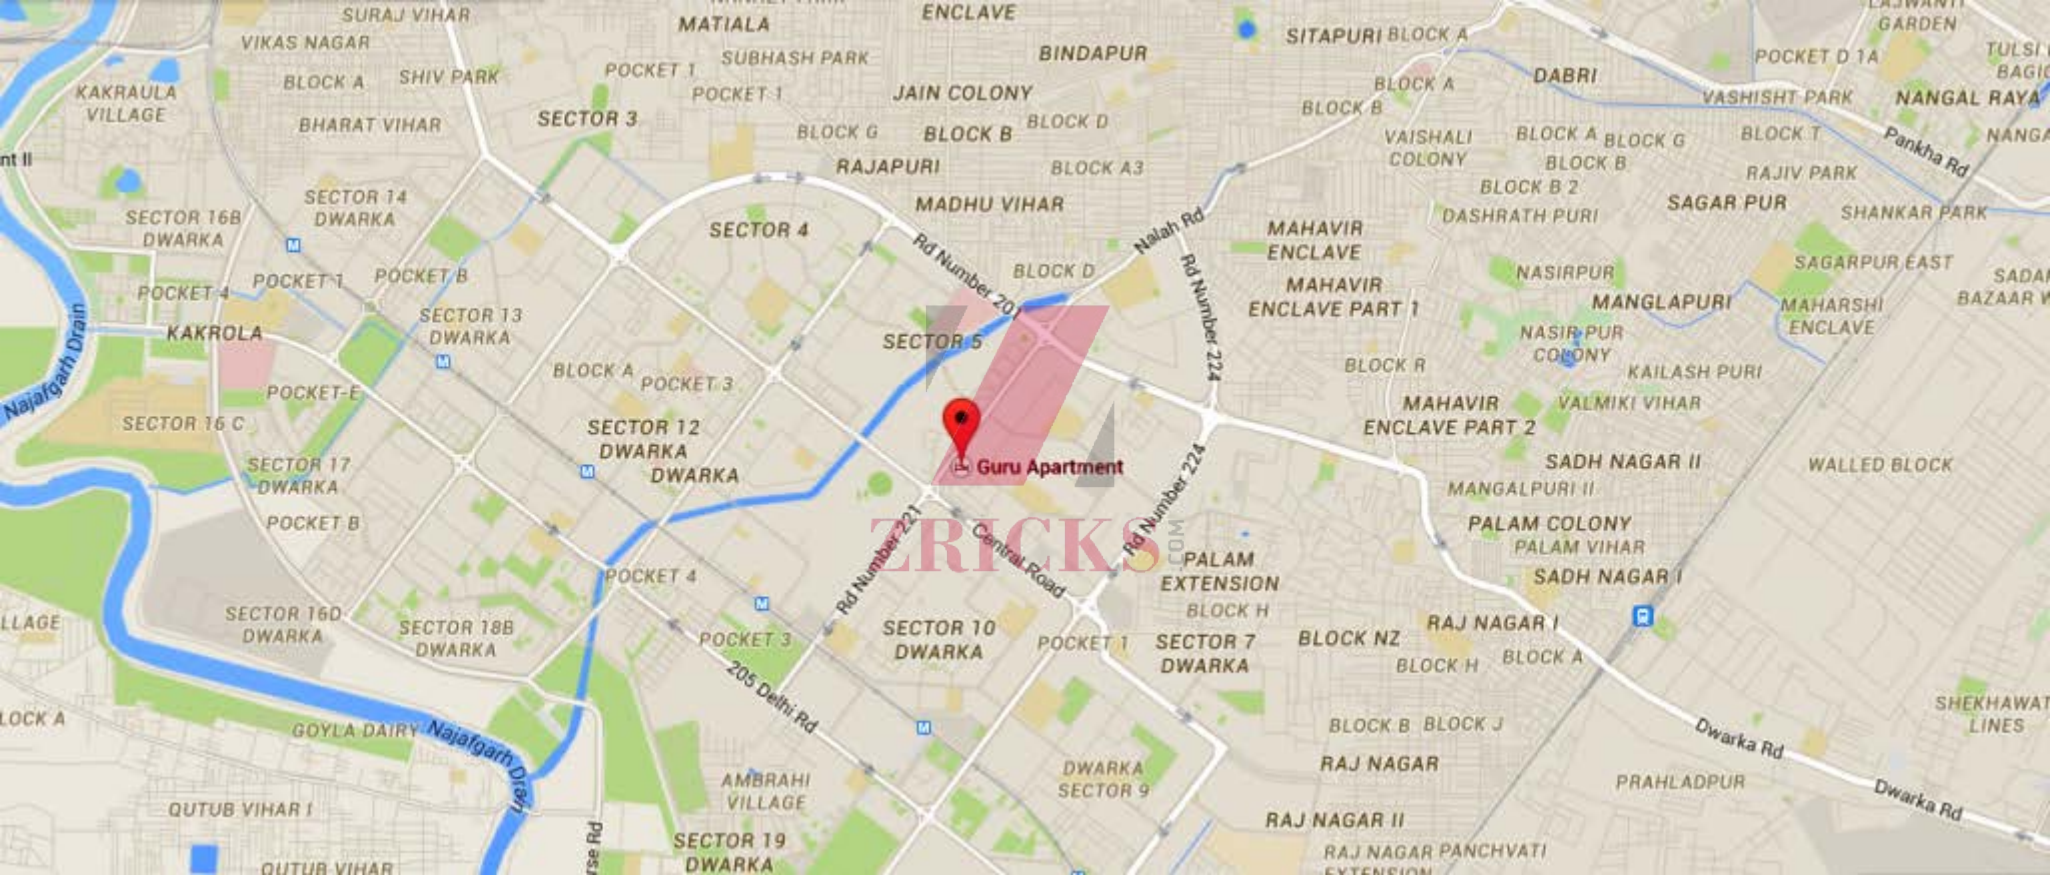 SURAJ VIHAR
MATIALA
ENCLAVE
SITAPURI
BLOCK A
GARDEN
VIKAS NAGAR
SUBHASH PARK
BINDAPUR
POCKET D 1A
BLOCK A
SHIV PARK
POCKET 1
BLOCK A
DABRI
KAKRAULA
VILLAGE
POCKET 1
JAIN COLONY
BLOCK B
VASHISHT PARK
NANGAL RAYA
BHARAT VIHAR
SECTOR 3
BLOCK G
BLOCK B
BLOCK D
VAISHALI
COLONY
BLOCK A
BLOCK G
BLOCK T
Pankha Rd
nt II
RAJAPURI
BLOCK A3
BLOCK B
RAJIV PARK
SECTOR 14
DWARKA
MADHU VIHAR
BLOCK B 2
SAGAR PUR
SECTOR 16B
DWARKA
SECTOR 4
Nalah Rd
MAHAVIR
ENCLAVE
DASHRATH PURI
SHANKAR PARK
POCKET 1
POCKET B
Rd Number 201
BLOCK D
Rd Number 224
NASIRPUR
SAGARPUR EAST
POCKET 4
MAHAVIR
ENCLAVE PART 1
MANGLAPURI
MAHARSHI
ENCLAVE
KAKROLA
SECTOR 13
DWARKA
SECTOR 5
NASIR PUR
COLONY
Najafgarh Drain
POCKET-E
BLOCK A
POCKET 3
BLOCK R
KAILASH PURI
SECTOR 16 C
SECTOR 12
DWARKA
DWARKA
MAHAVIR
ENCLAVE PART 2
VALMIKI VIHAR
SECTOR 17
DWARKA
Guru Apartment
SADH NAGAR II
WALLED BLOCK
MANGALPURI II
POCKET B
Rd Number 221
ZRICKS
.COM
Central Road
Rd Number 224
PALAM COLONY
PALAM VIHAR
POCKET 4
PALAM
EXTENSION
SADH NAGAR I
SECTOR 16D
DWARKA
SECTOR 18B
DWARKA
POCKET 3
SECTOR 10
DWARKA
POCKET 1
BLOCK H
SECTOR 7
DWARKA
BLOCK NZ
RAJ NAGAR I
BLOCK H
BLOCK A
205 Delhi Rd
GOYLA DAIRY
Najafgarh Drain
BLOCK B
BLOCK J
Dwarka Rd
SHEKHAWAT
LINES
AMBRAHI
VILLAGE
DWARKA
SECTOR 9
RAJ NAGAR
PRAHLADPUR
Dwarka Rd
QUTUB VIHAR I
SECTOR 19
DWARKA
RAJ NAGAR II
RAJ NAGAR
PANCHVATI
QUTUB VIHAR